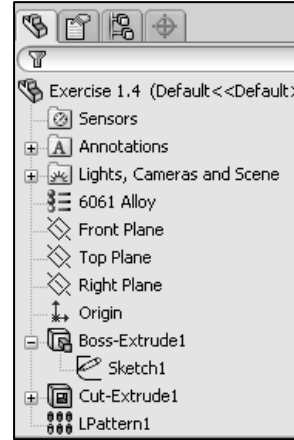 Exercise 1.4 (Default<<Default>
Sensors
A Annotations
Lights, Cameras and Scene
6061 Alloy
Front Plane
Top Plane
Right Plane
Origin
Boss-Extrude1
Sketch1
Cut-Extrude1
LPattern1